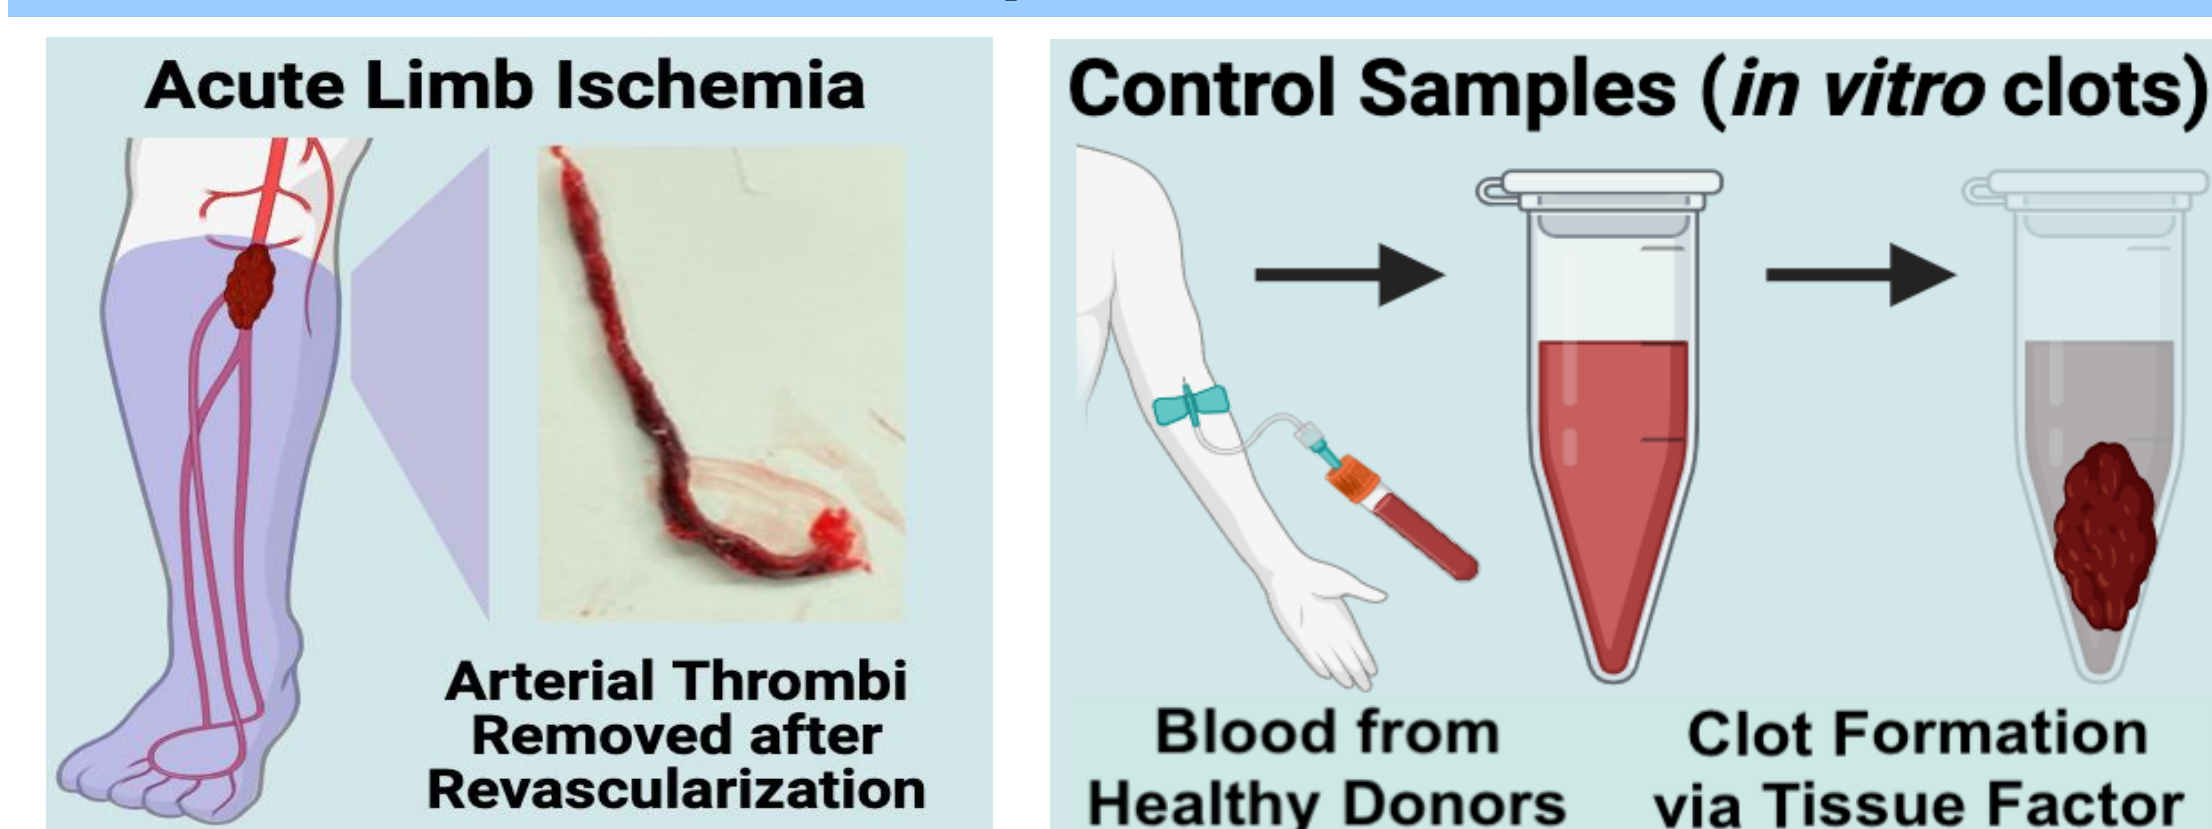 Acute Limb Ischemia
Arterial Thrombi
Removed after
Revascularization
Control Samples (in vitro clots)
Blood from
Healthy Donors
Clot Formation
via Tissue Factor